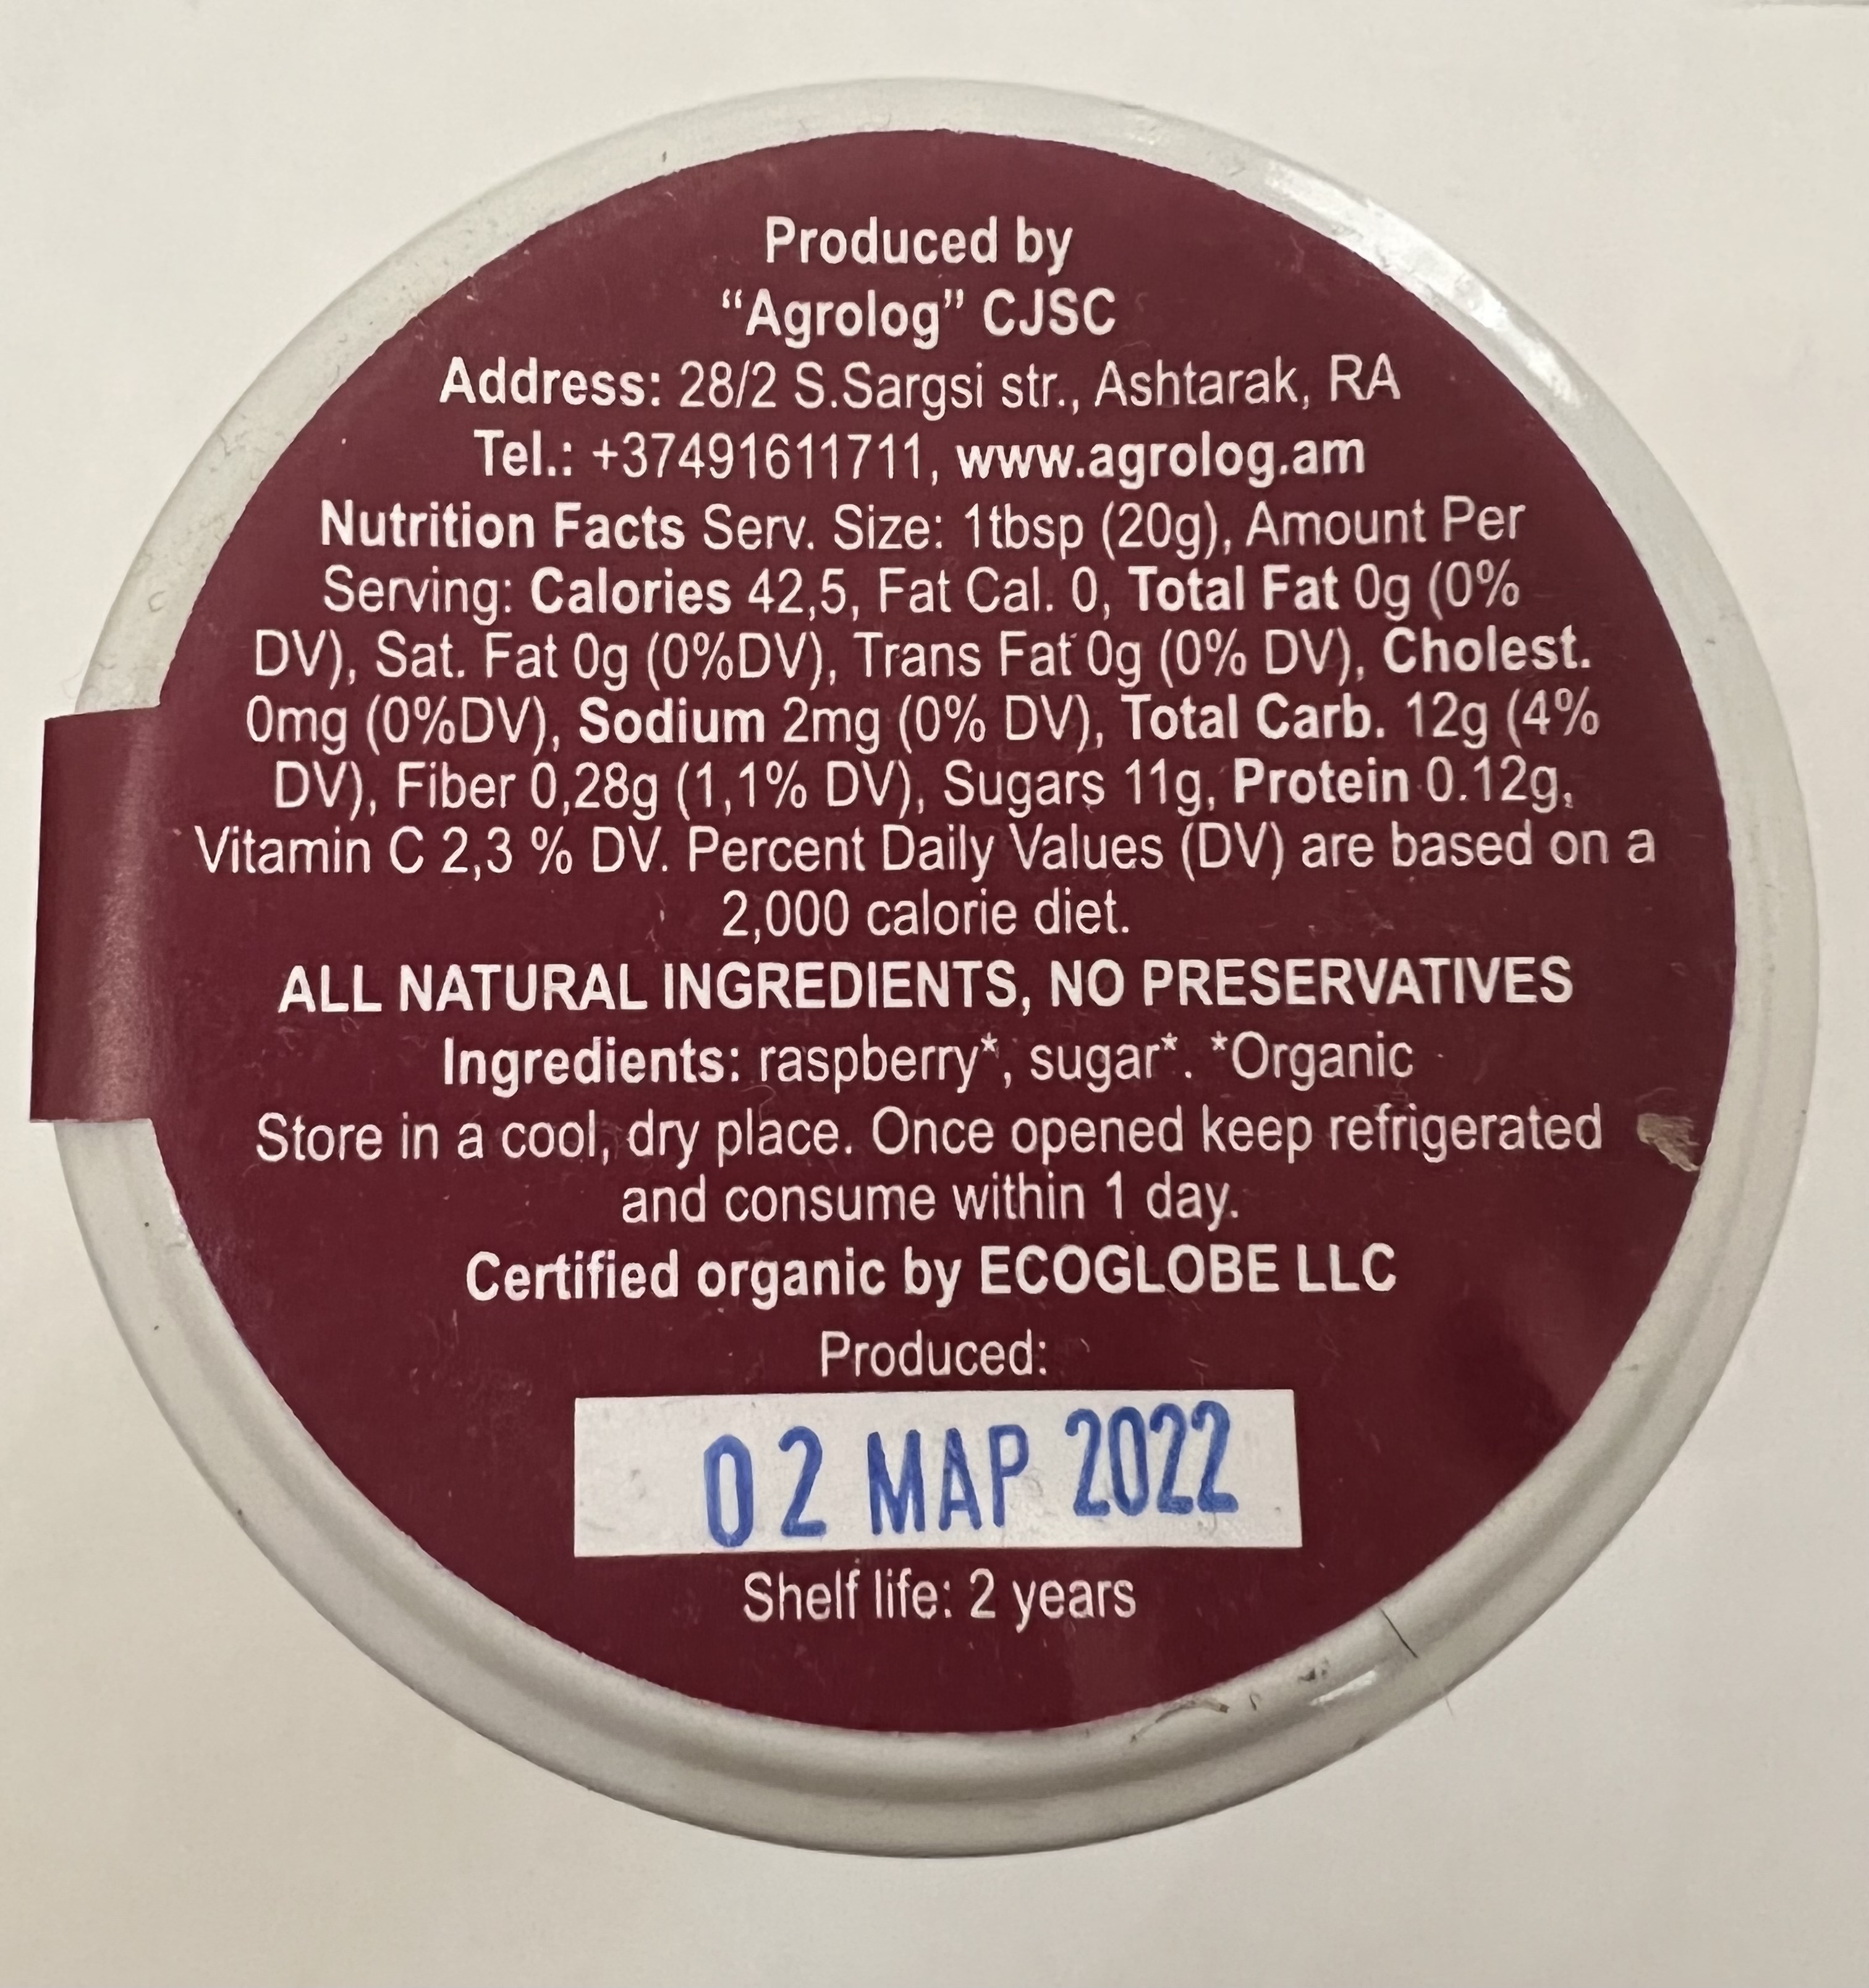 Produced by
“Agrolog” CJSC
Address: 28/2 S.Sargsi str., Ashtarak, RA
Tel.: +37491611711, www.agrolog.am
Nutrition Facts Serv. Size: 1tbsp (20g), Amount Per
Serving: Calories 42,5, Fat Cal. 0, Total Fat 0g (0%
DV), Sat. Fat 0g (0%DV), Trans Fat 0g (0% DV), Cholest.
0mg (0%DV), Sodium 2mg (0% DV), Total Carb. 12g (4%
DV), Fiber 0,28g (1,1% DV), Sugars 11g, Protein 0.12g,
Vitamin C 2,3 % DV. Percent Daily Values (DV) are based on a
2,000 calorie diet.
ALL NATURAL INGREDIENTS, NO PRESERVATIVES
Ingredients: raspberry*, sugar*. *Organic
Store in a cool, dry place. Once opened keep refrigerated
and consume within 1 day.
Certified organic by ECOGLOBE LLC
Produced:
02 МАР 2022
Shelf life: 2 years